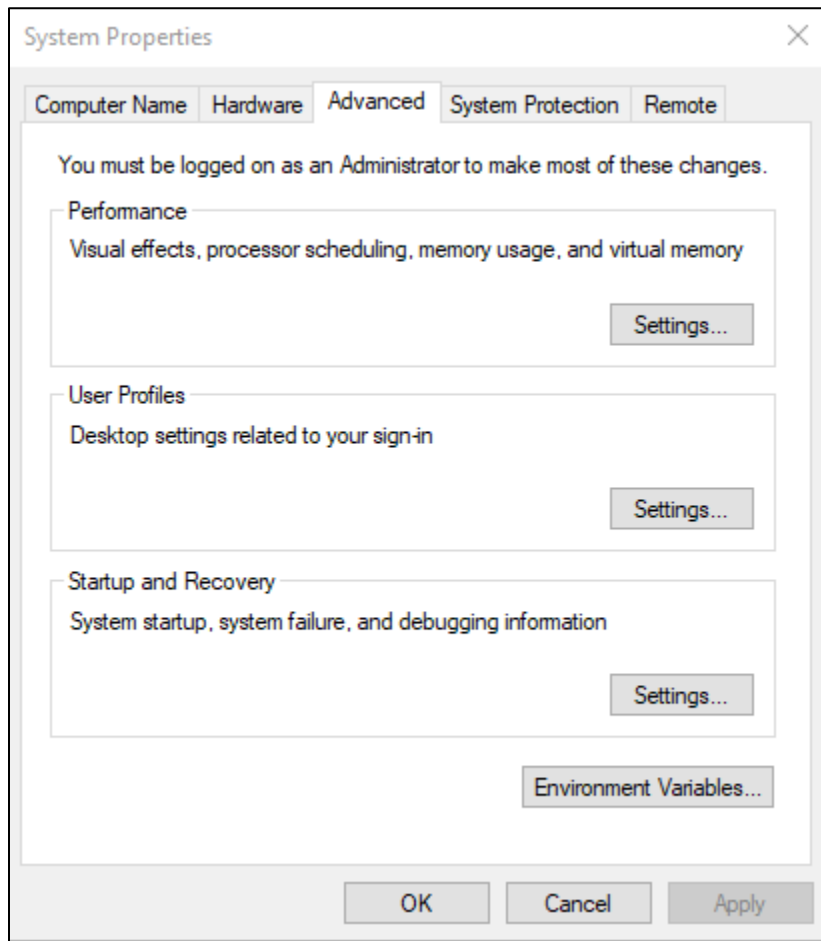 System Properties
Computer Name Hardware Advanced System Protection Remote
You must be logged on as an Administrator to make most of these changes.
Performance
Visual effects, processor scheduling, memory usage, and virtual memory
Settings...
User Profiles
Desktop settings related to your sign-in
Settings...
Startup and Recovery
System startup, system failure, and debugging information
Settings...
Environment Variables...
OK Cancel Apply